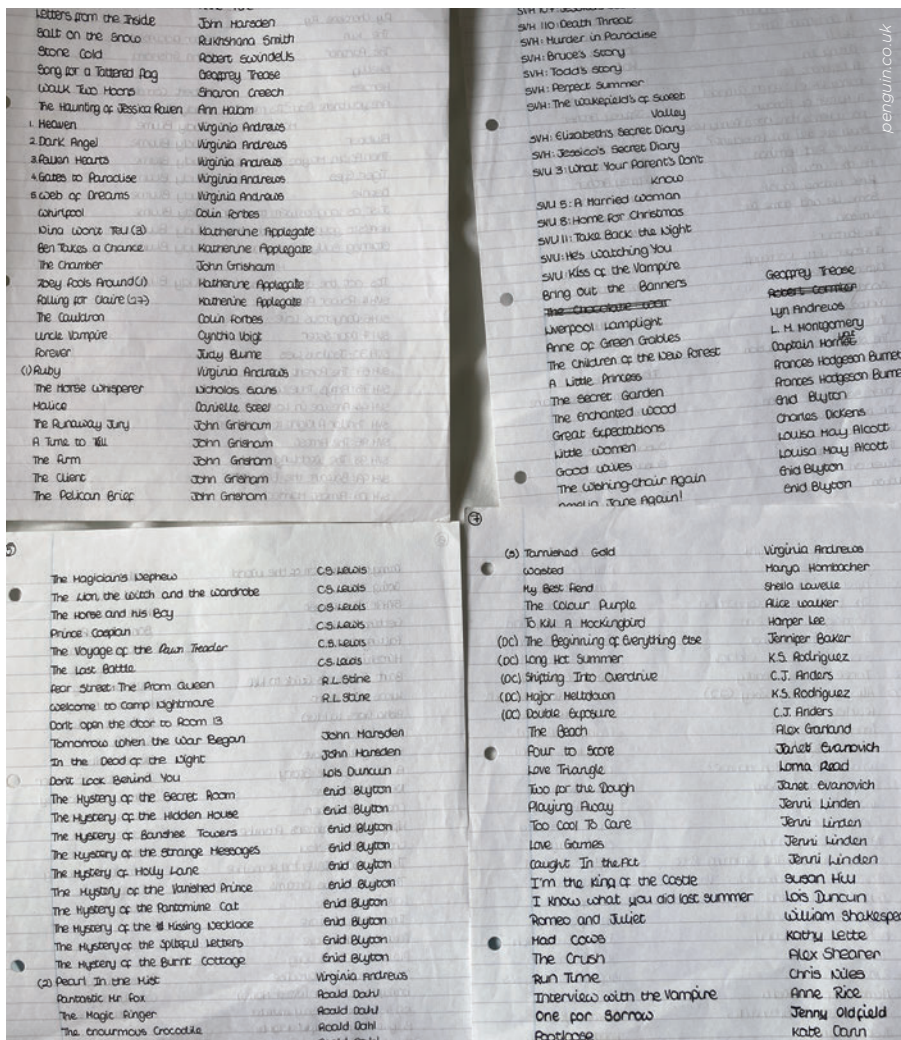 Letters from the Inside John Marsden
Salt on the Snow Rukhshana Smith
Stone Cold Robert Swindells
Song for a Tattered Flag Geoffrey Trease
Walk Two Moons Sharon Creech
The Haunting of Jessica Raven Ann Halam
1. Heaven Virginia Andrews
2. Dark Angel Virginia Andrews
3. Fallen Hearts Virginia Andrews
4. Gates to Paradise Virginia Andrews
5. Web of Dreams Virginia Andrews
Whirlpool Colin Forbes
Nina Won't Tell (3) Katherine Applegate
Ben Takes a Chance Katherine Applegate
The Chamber John Grisham
Zoey Fools Around (1) Katherine Applegate
Falling for Claire (27) Katherine Applegate
The Cauldron Colin Forbes
Uncle Vampire Cynthia Voigt
Forever Judy Blume
(1) Ruby Virginia Andrews
The Horse Whisperer Nicholas Evans
Malice Danielle Steel
The Runaway Jury John Grisham
A Time to Kill John Grisham
The Firm John Grisham
The Client John Grisham
The Pelican Brief John Grisham
SVH 110: Death Threat
SVH: Murder in Paradise
SVH: Bruce's Story
SVH: Todd's Story
SVH: Perfect Summer
SVH: The Wakefield's of Sweet
Valley
SVH: Elizabeth's Secret Diary
SVH: Jessica's Secret Diary
SVU 3: What Your Parent's Don't
Know
SVU 5: A Married Woman
SVU 8: Home for Christmas
SVU 11: Take Back the Night
SVU: He's Watching You
SVU: Kiss of the Vampire
Bring Out the Banners Geoffrey Trease
The Chocolate War Robert Cormier
Liverpool Lamplight Lyn Andrews
Anne of Green Gables L. M. Montgomery
The Children of the New Forest Captain
A Little Princess Frances Hodgeson Burnet
The Secret Garden Frances Hodgeson Burne
The Enchanted Wood Enid Blyton
Great Expectations Charles Dickens
Little Women Louisa May Alcott
Good Wives Louisa May Alcott
The Wishing-Chair Again Enid Blyton
Amelia Jane Again! Enid Blyton
penguin.co.uk
The Magician's Nephew C.S. Lewis
The Lion, the Witch and the Wardrobe C.S. Lewis
The Horse and his Boy C.S. Lewis
Prince Caspian C.S. Lewis
The Voyage of the Dawn Treader C.S. Lewis
The Last Battle C.S. Lewis
Fear Street: The Prom Queen R.L. Stine
Welcome to Camp Nightmare R.L. Stine
Don't open the door to Room 13
Tomorrow When the War Began John Marsden
In the Dead of the Night John Marsden
Don't Look Behind You Lois Duncun
The Mystery of the Secret Room Enid Blyton
The Mystery of the Hidden House Enid Blyton
The Mystery of Banshee Towers Enid Blyton
The Mystery of the Strange Messages Enid Blyton
The Mystery of Holly Lane Enid Blyton
The Mystery of the Vanished Prince Enid Blyton
The Mystery of the Pantomime Cat Enid Blyton
The Mystery of the Missing Necklace Enid Blyton
The Mystery of the Spiteful Letters Enid Blyton
The Mystery of the Burnt Cottage Enid Blyton
(2) Pearl In the Mist Virginia Andrews
Fantastic Mr. Fox Roald Dahl
The Magic Finger Roald Dahl
The Enourmous Crocodile Roald Dahl
(5) Tarnished Gold Virginia Andrews
Wasted Marya Hornbacher
My Best Fiend Sheila Lavelle
The Colour Purple Alice Walker
To Kill A Mockingbird Harper Lee
(DC) The Beginning of Everything Else Jennifer Baker
(DC) Long Hot Summer K.S. Rodriguez
(DC) Shifting Into Overdrive C.J. Anders
(DC) Major Meltdown K.S. Rodriguez
(DC) Double Exposure C.J. Anders
The Beach Alex Garland
Four to Score Janet Evanovich
Love Triangle Lorna Read
Two for the Dough Janet Evanovich
Playing Away Jenni Linden
Too Cool To Care Jenni Linden
Love Games Jenni Linden
Caught In the Act Jenni Linden
I'm the King of the Castle Susan Hill
I know what you did last summer Lois Duncun
Romeo and Juliet William Shakespea
Mad Cows Kathy Lette
The Crush Alex Shearer
Run Time Chris Niles
Interview with the Vampire Anne Rice
One for Sorrow Jenny Oldfield
Footloose Kate Cann